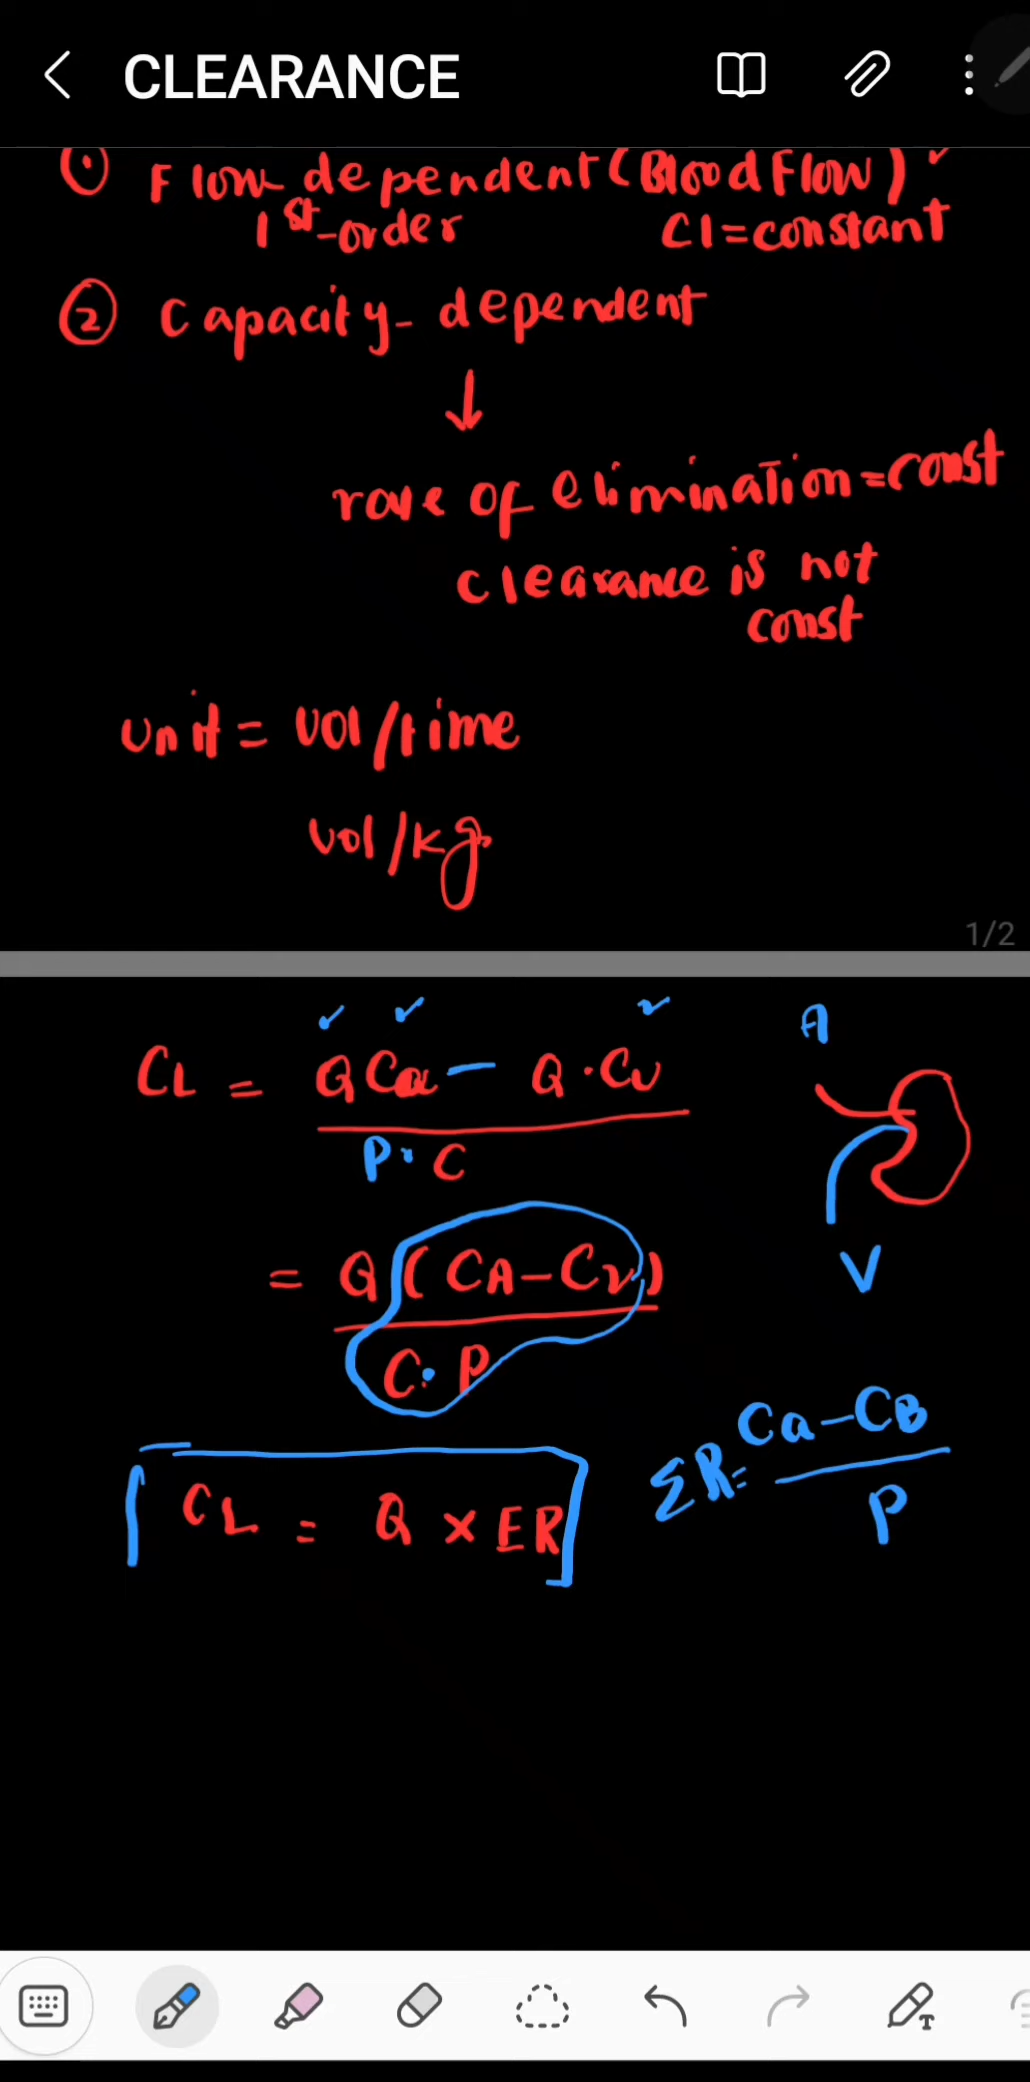 CLEARANCE
① Flow dependent (Blood Flow) ✓
1st-order Cl=constant
② Capacity-dependent
↓
rate of elimination=const
clearance is not
const
unit = vol/time
vol/kg
1/2
✓ ✓ ✓
CL = QCa - Q·Cv
P·C
A
= Q(CA-Cv)
C·P
V
CL = Q × ER
ER= Ca-CB
P
T